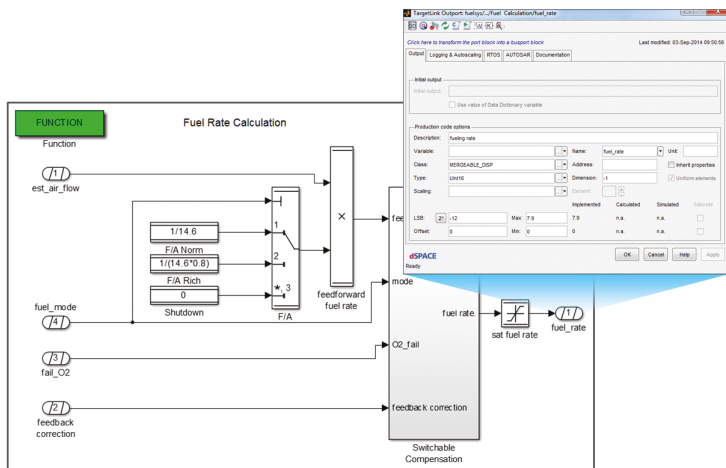 TargetLink Outport: fuelsys/.../Fuel Calculation/fuel_rate
Click here to transform the port block into a busport block
Last modified: 03-Sep-2014 09:50:56
Output
Logging & Autoscaling
RTOS
AUTOSAR
Documentation
Initial output
Initial output:
Use value of Data Dictionary variable
Production code options
Description:
fueling rate
Variable:
...
Name:
fuel_rate
Unit:
Class:
MERGEABLE_DISP
...
Address:
Inherit properties
Type:
UInt16
...
Dimension:
-1
Uniform elements
Scaling:
...
Element:
Implemented
Calculated
Simulated
Saturate
LSB:
2^
-12
Max:
7.9
7.9
n.a.
n.a.
Offset:
0
Min:
0
0
n.a.
n.a.
dSPACE
OK
Cancel
Help
Apply
Ready
FUNCTION
Function
Fuel Rate Calculation
1
est_air_flow
1/14.6
F/A Norm
1/(14.6*0.8)
F/A Rich
0
Shutdown
1
2
*, 3
F/A
×
feedforward
fuel rate
fuel_mode
4
3
fail_O2
2
feedback
correction
mode
O2_fail
feedback correction
fuel rate.
Switchable
Compensation
sat fuel rate
1
fuel_rate